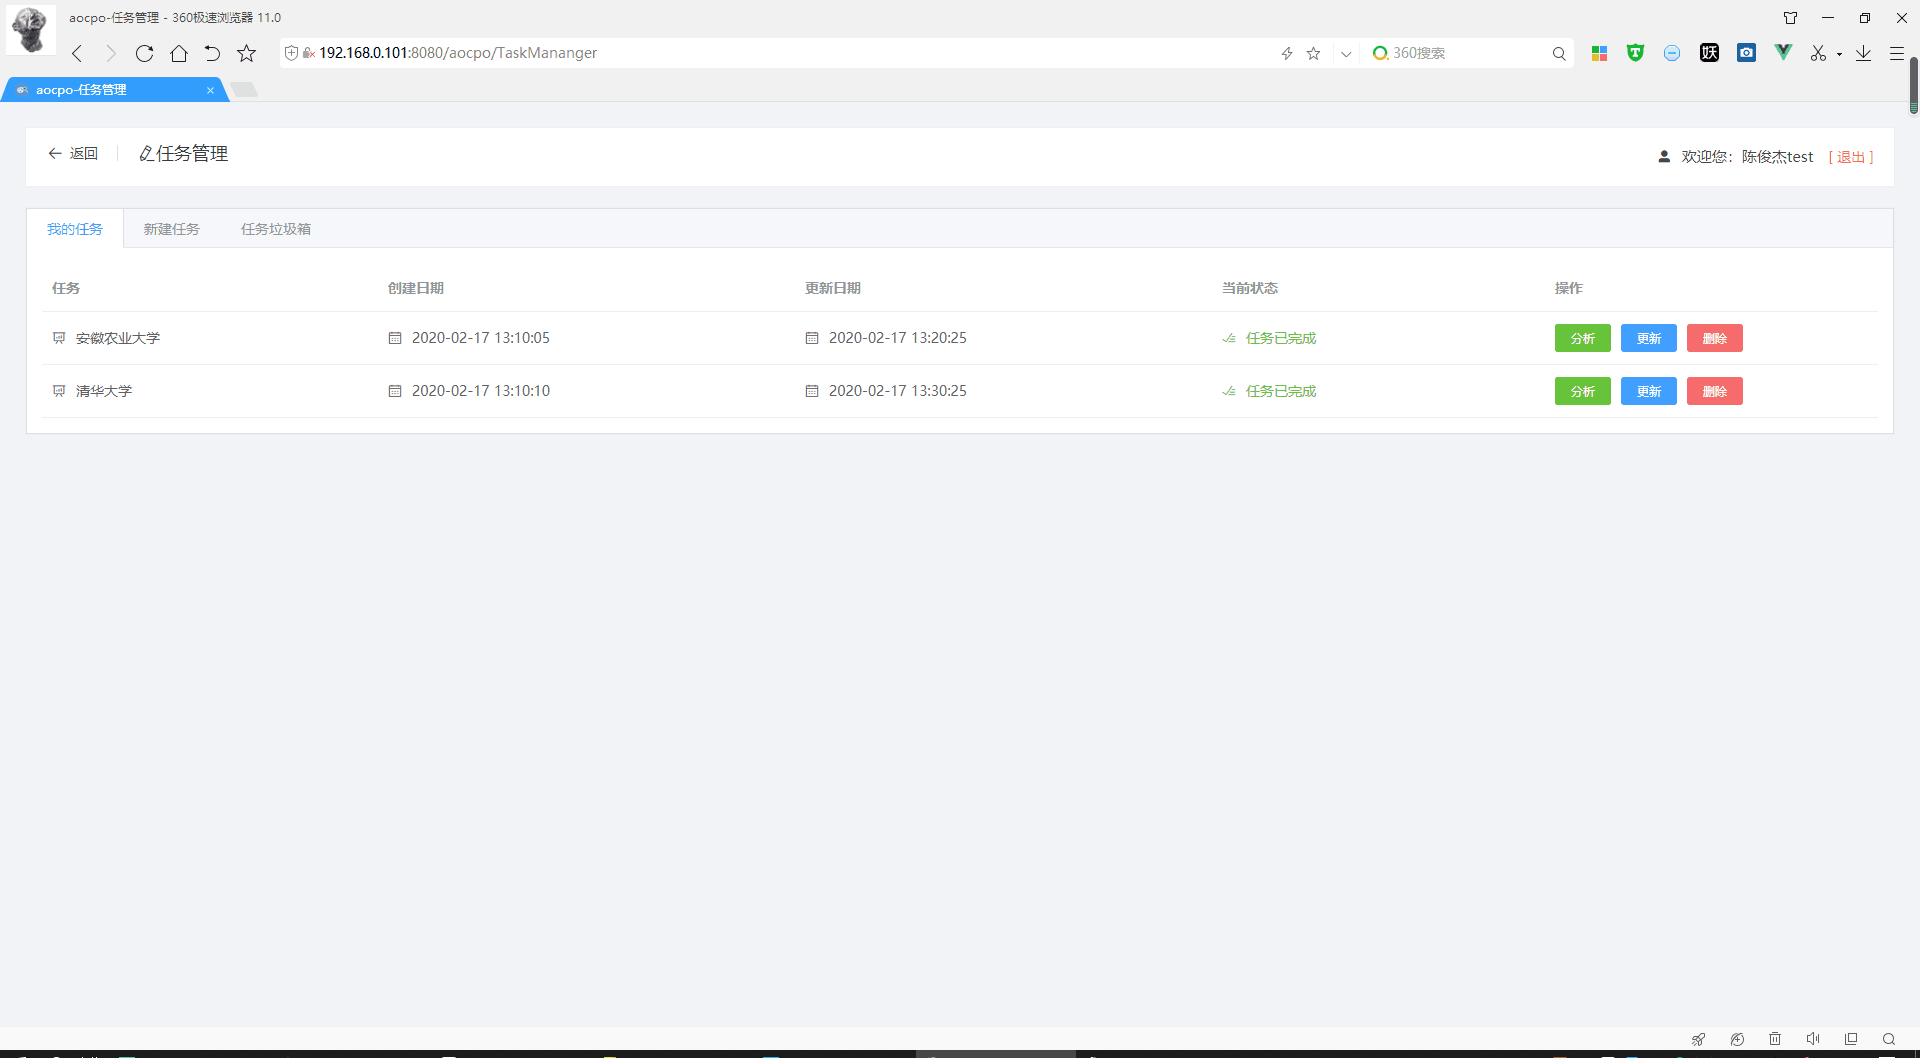 aocpo-任务管理 - 360极速浏览器 11.0
192.168.0.101:8080/aocpo/TaskMananger
360搜索
妖
aocpo-任务管理
返回
任务管理
欢迎您：陈俊杰test [ 退出 ]
我的任务 新建任务 任务垃圾箱
任务 创建日期 更新日期 当前状态 操作
安徽农业大学 2020-02-17 13:10:05 2020-02-17 13:20:25 任务已完成 分析 更新 删除
清华大学 2020-02-17 13:10:10 2020-02-17 13:30:25 任务已完成 分析 更新 删除